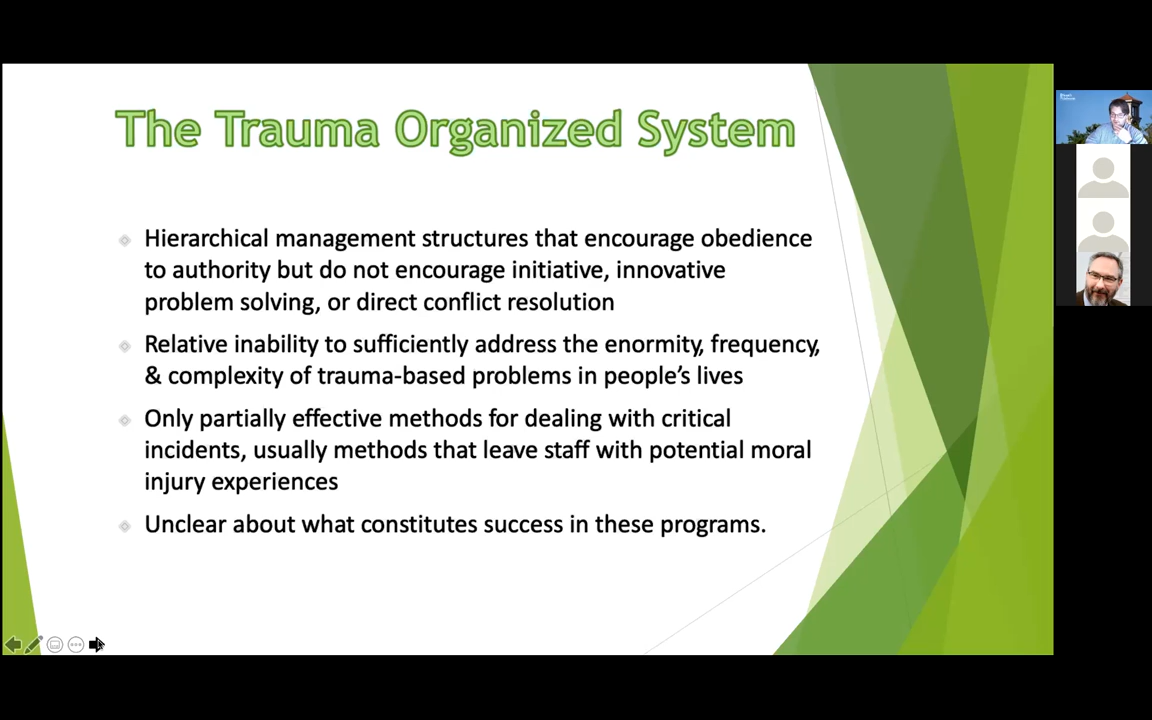 The Trauma Organized System
Hierarchical management structures that encourage obedience
to authority but do not encourage initiative, innovative
problem solving, or direct conflict resolution
Relative inability to sufficiently address the enormity, frequency,
& complexity of trauma-based problems in people's lives
Only partially effective methods for dealing with critical
incidents, usually methods that leave staff with potential moral
injury experiences
Unclear about what constitutes success in these programs.